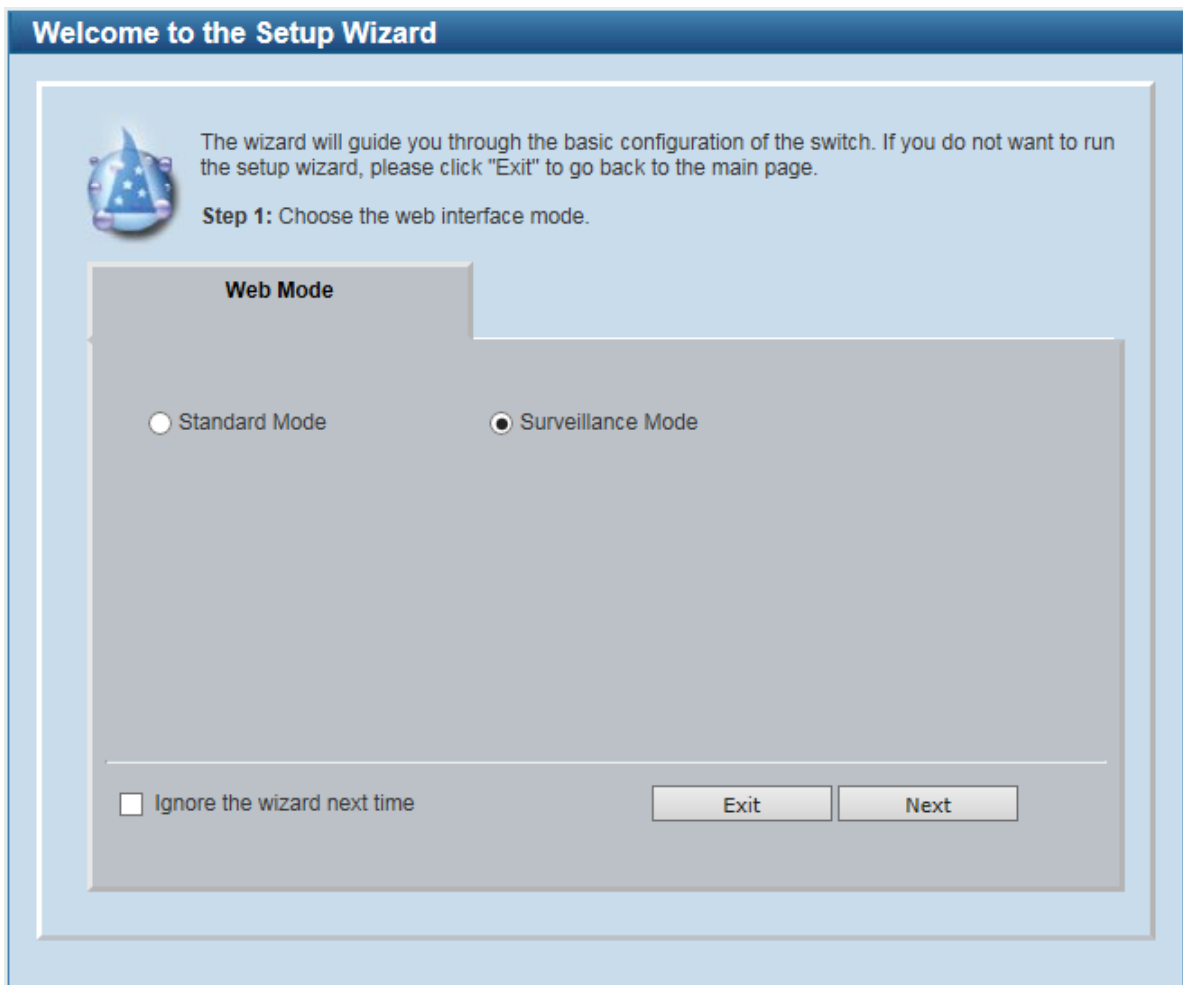 Welcome to the Setup Wizard
The wizard will guide you through the basic configuration of the switch. If you do not want to run
the setup wizard, please click "Exit" to go back to the main page.
Step 1: Choose the web interface mode.
Web Mode
Standard Mode Surveillance Mode
Ignore the wizard next time Exit Next